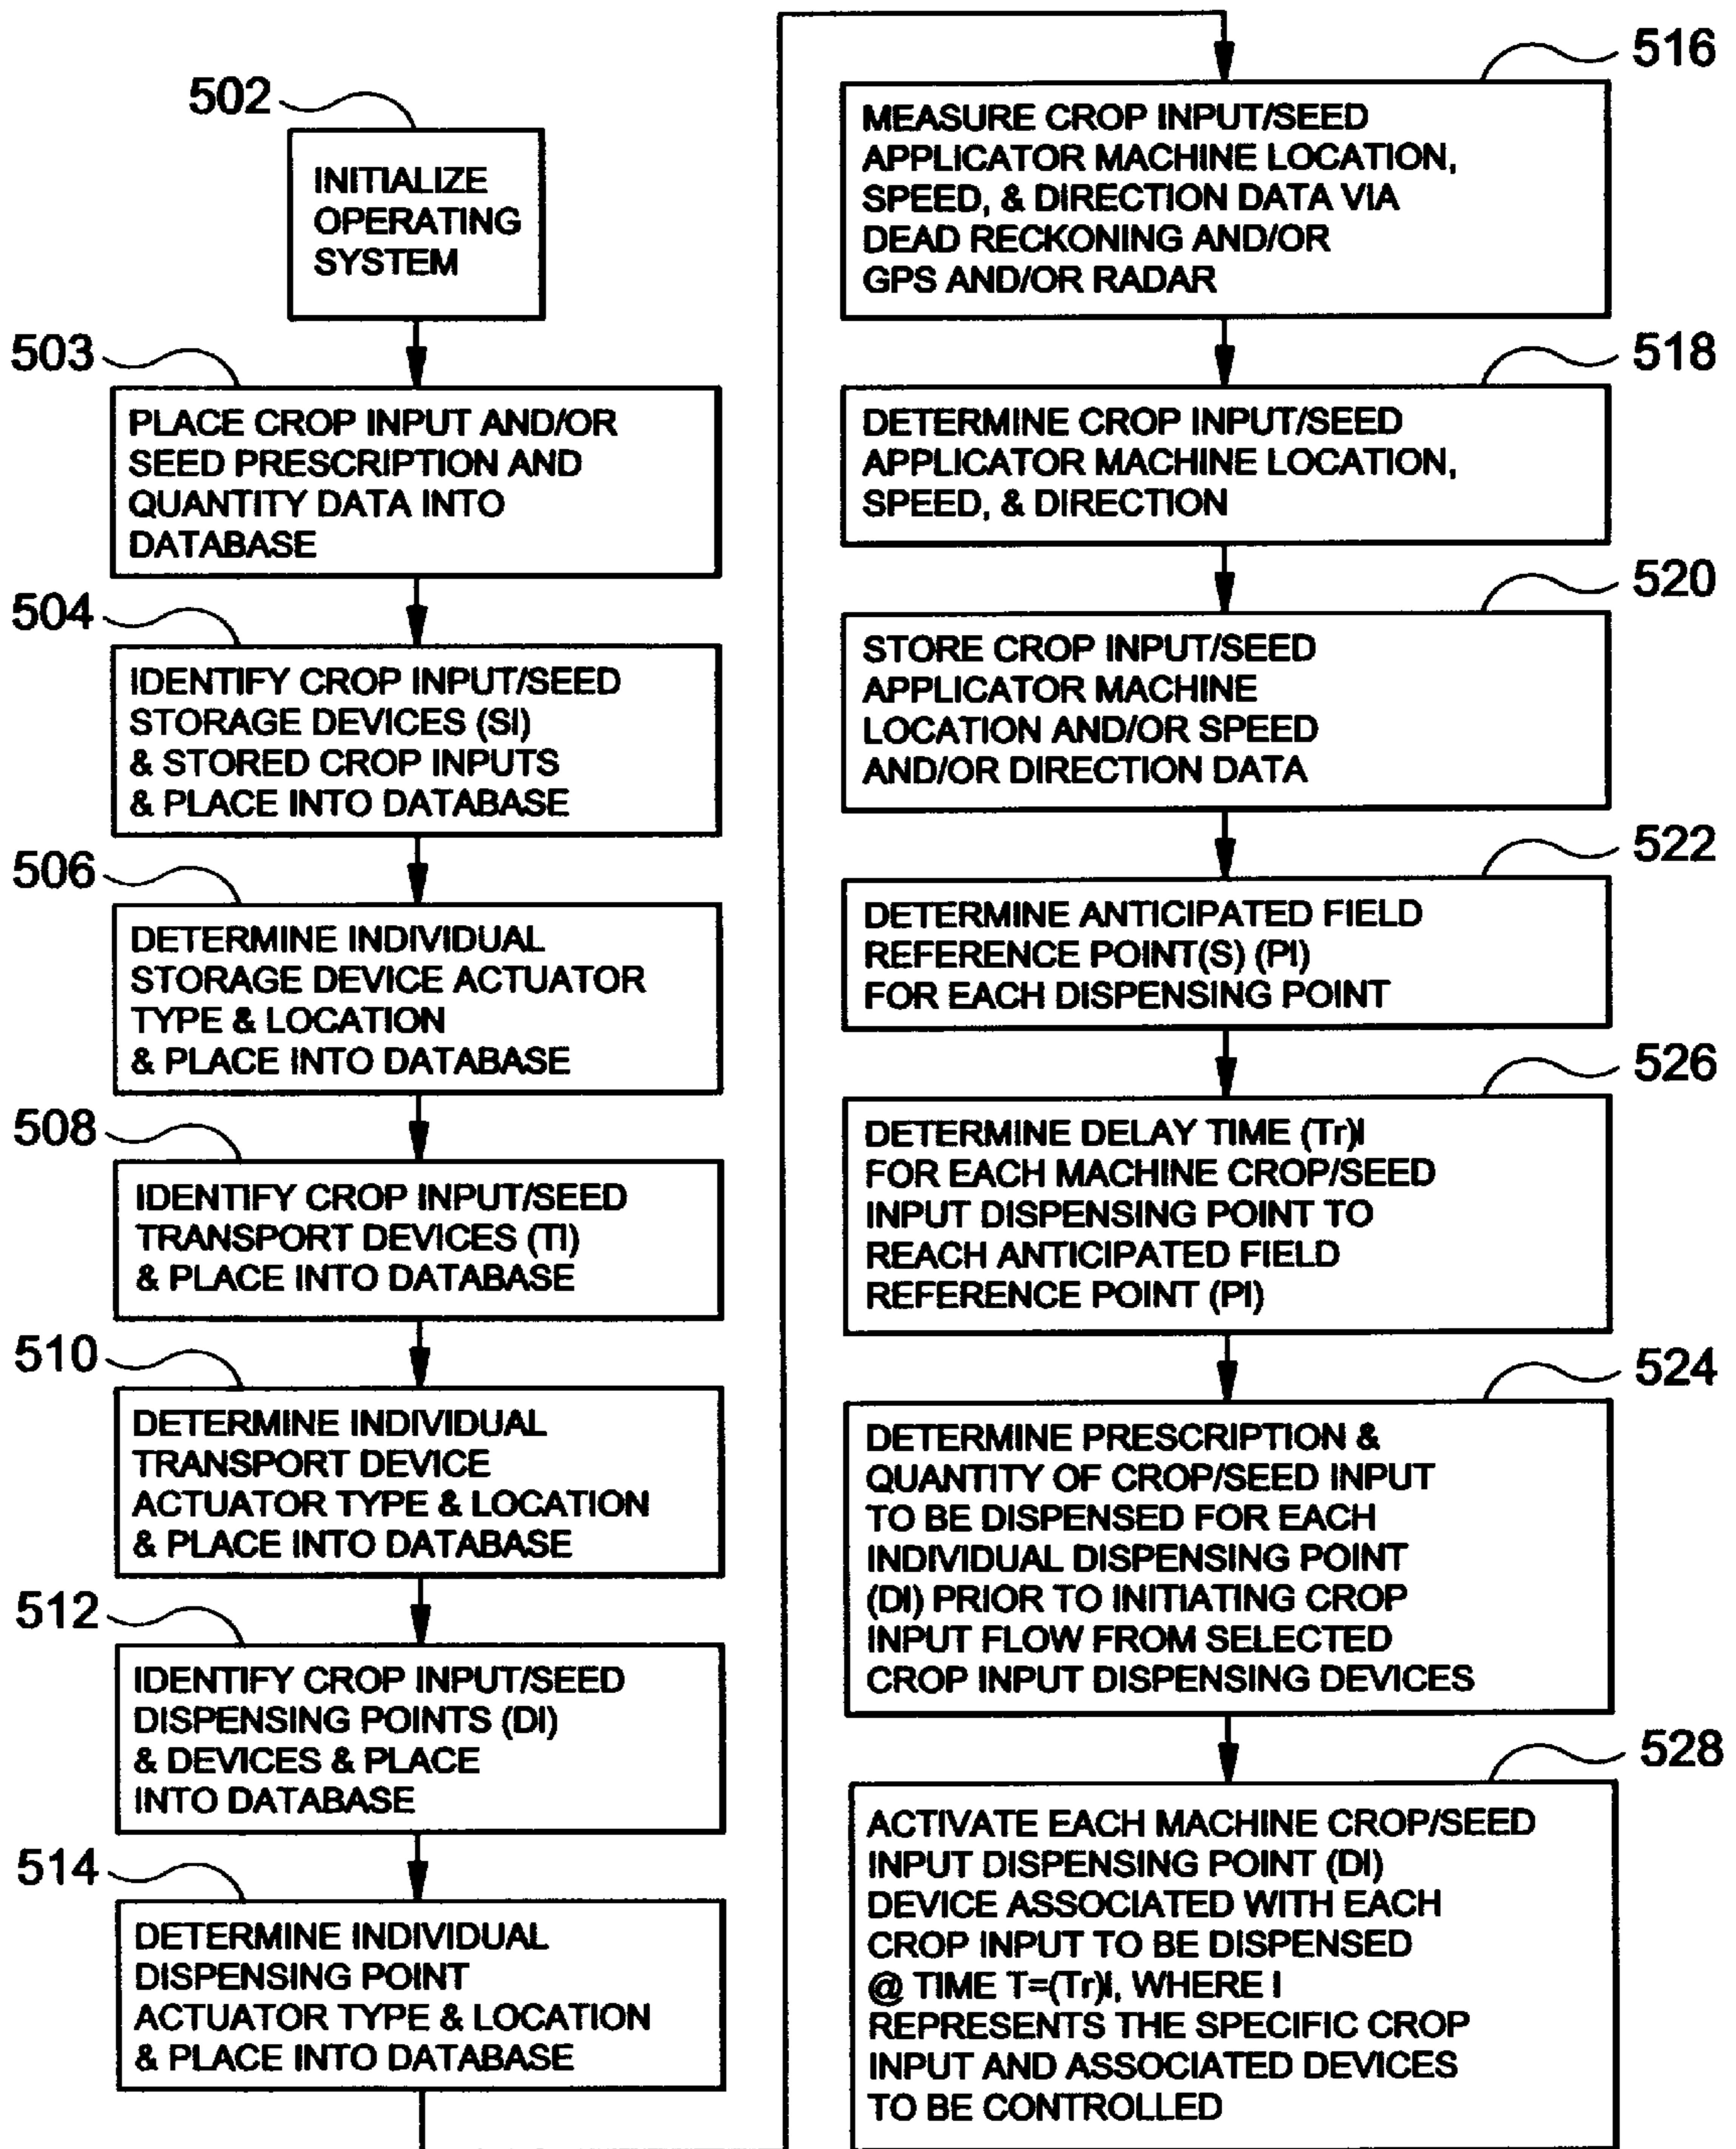 502
INITIALIZE
OPERATING
SYSTEM
503
PLACE CROP INPUT AND/OR
SEED PRESCRIPTION AND
QUANTITY DATA INTO
DATABASE
504
IDENTIFY CROP INPUT/SEED
STORAGE DEVICES (SI)
& STORED CROP INPUTS
& PLACE INTO DATABASE
506
DETERMINE INDIVIDUAL
STORAGE DEVICE ACTUATOR
TYPE & LOCATION
& PLACE INTO DATABASE
508
IDENTIFY CROP INPUT/SEED
TRANSPORT DEVICES (TI)
& PLACE INTO DATABASE
510
DETERMINE INDIVIDUAL
TRANSPORT DEVICE
ACTUATOR TYPE & LOCATION
& PLACE INTO DATABASE
512
IDENTIFY CROP INPUT/SEED
DISPENSING POINTS (DI)
& DEVICES & PLACE
INTO DATABASE
514
DETERMINE INDIVIDUAL
DISPENSING POINT
ACTUATOR TYPE & LOCATION
& PLACE INTO DATABASE
516
MEASURE CROP INPUT/SEED
APPLICATOR MACHINE LOCATION,
SPEED, & DIRECTION DATA VIA
DEAD RECKONING AND/OR
GPS AND/OR RADAR
518
DETERMINE CROP INPUT/SEED
APPLICATOR MACHINE LOCATION,
SPEED, & DIRECTION
520
STORE CROP INPUT/SEED
APPLICATOR MACHINE
LOCATION AND/OR SPEED
AND/OR DIRECTION DATA
522
DETERMINE ANTICIPATED FIELD
REFERENCE POINT(S) (PI)
FOR EACH DISPENSING POINT
526
DETERMINE DELAY TIME (Tr)I
FOR EACH MACHINE CROP/SEED
INPUT DISPENSING POINT TO
REACH ANTICIPATED FIELD
REFERENCE POINT (PI)
524
DETERMINE PRESCRIPTION &
QUANTITY OF CROP/SEED INPUT
TO BE DISPENSED FOR EACH
INDIVIDUAL DISPENSING POINT
(DI) PRIOR TO INITIATING CROP
INPUT FLOW FROM SELECTED
CROP INPUT DISPENSING DEVICES
528
ACTIVATE EACH MACHINE CROP/SEED
INPUT DISPENSING POINT (DI)
DEVICE ASSOCIATED WITH EACH
CROP INPUT TO BE DISPENSED
@ TIME T=(Tr)I, WHERE I
REPRESENTS THE SPECIFIC CROP
INPUT AND ASSOCIATED DEVICES
TO BE CONTROLLED